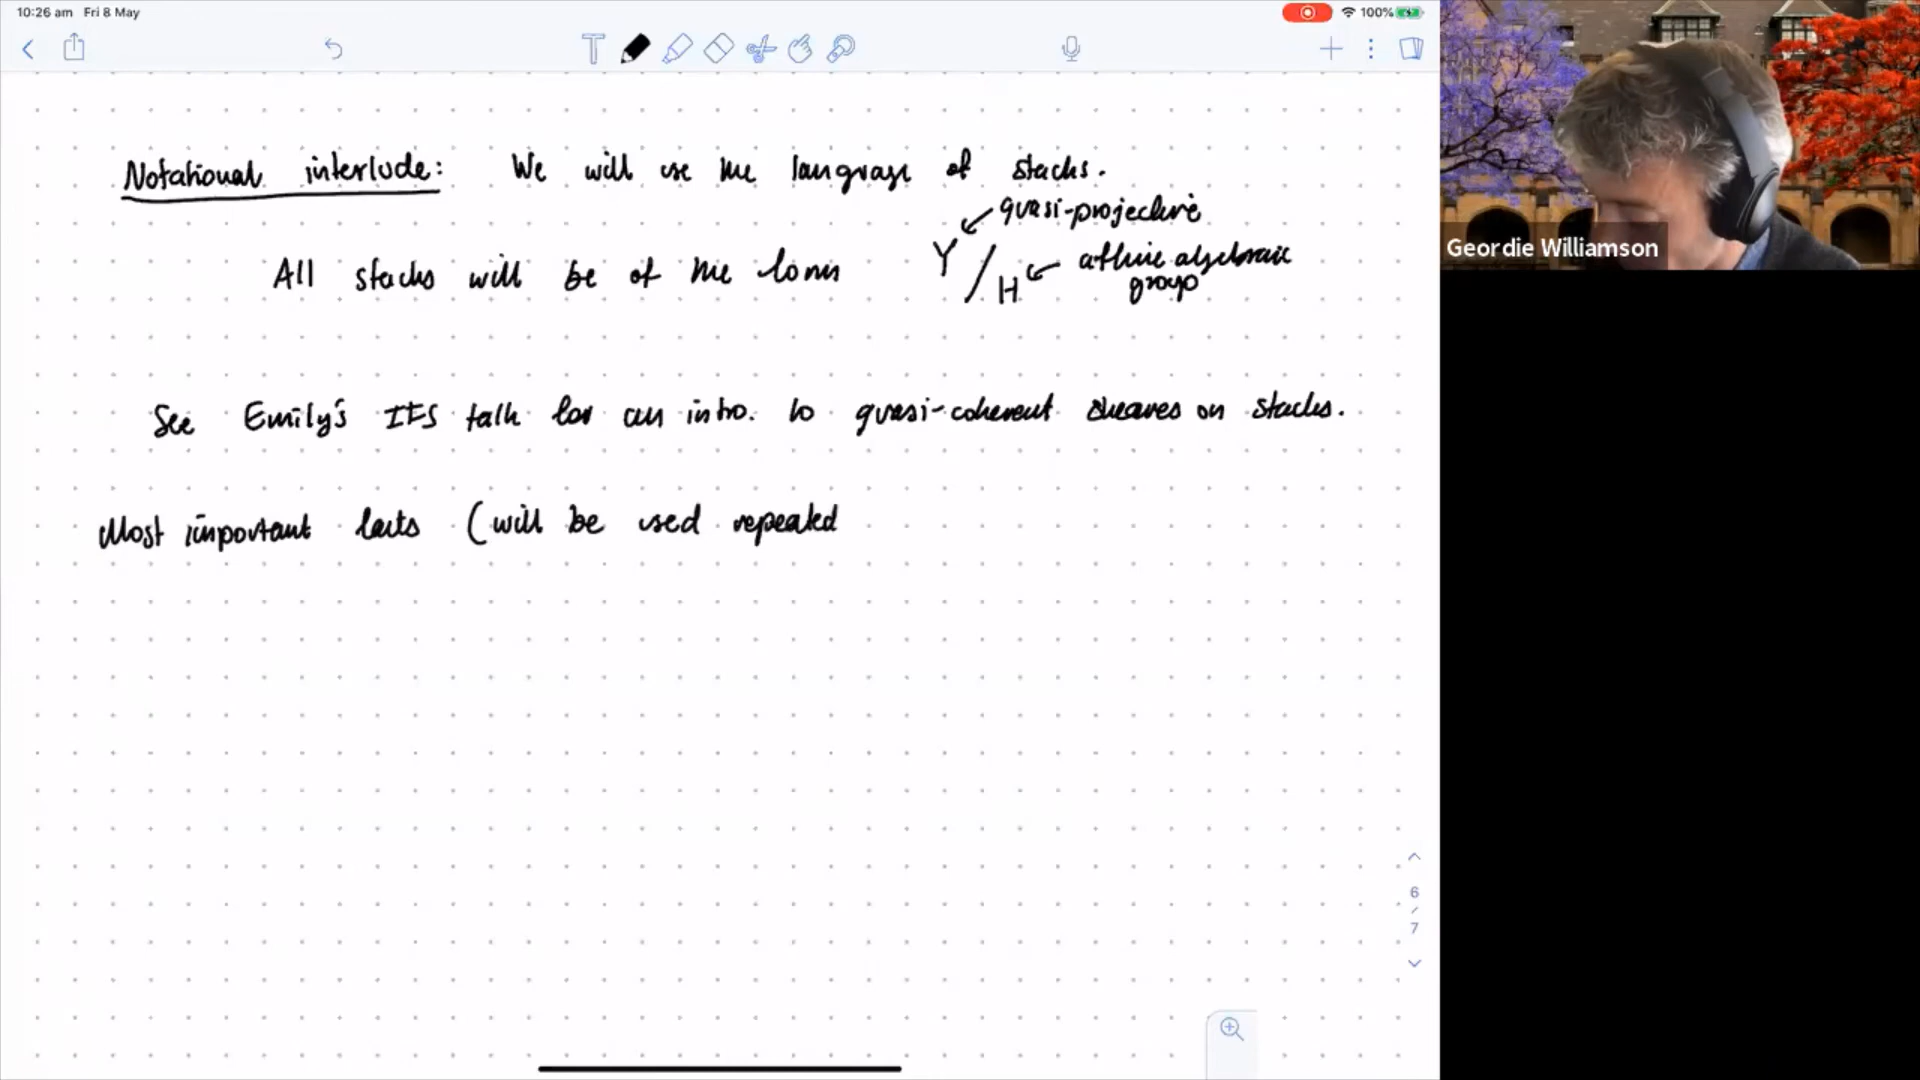 10:26 am Fri 8 May
100%
Notational interlude: We will use the language of stacks.
quasi-projective
All stacks will be of the form Y / H affine algebraic group
See Emily's IFS talk for an intro. to quasi-coherent sheaves on stacks.
Most important facts (will be used repeated
6
/
7
Geordie Williamson